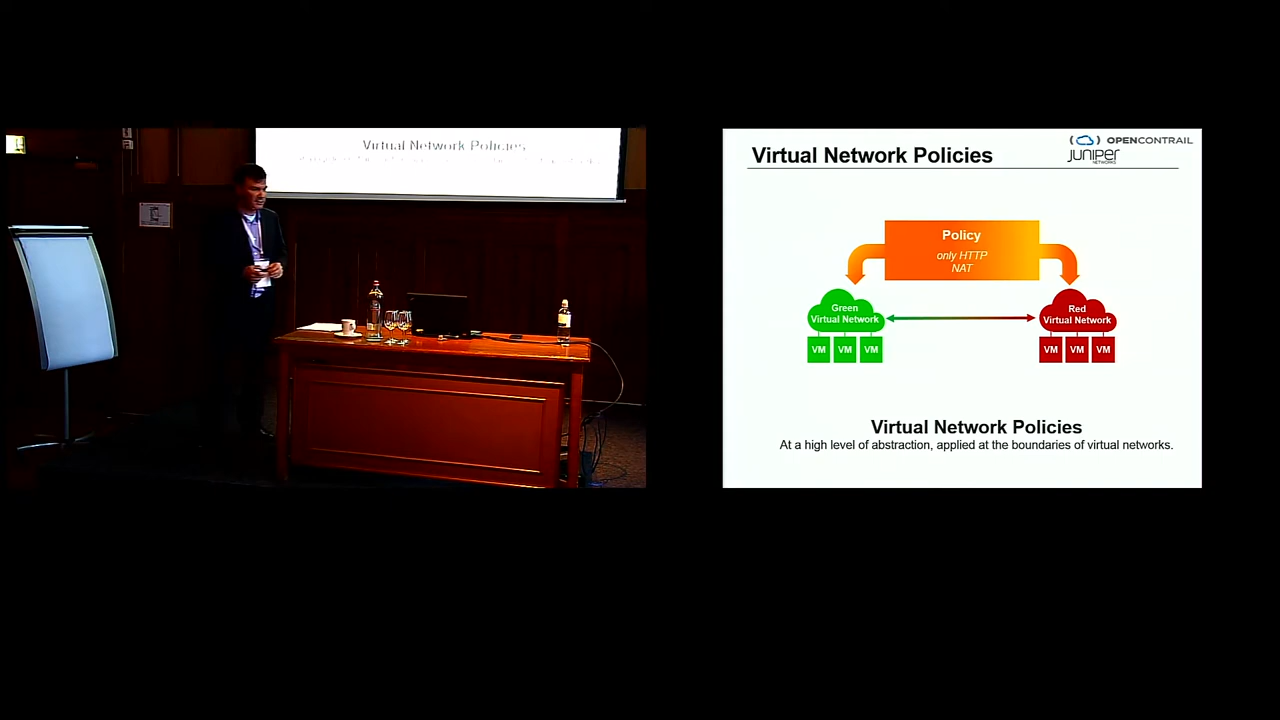 Virtual Network Policies
Virtual Network Policies
OPENCONTRAIL
JUNIPER
NETWORKS
Policy
only HTTP
NAT
Green
Virtual Network
Red
Virtual Network
VM VM VM
VM VM VM
Virtual Network Policies
At a high level of abstraction, applied at the boundaries of virtual networks.